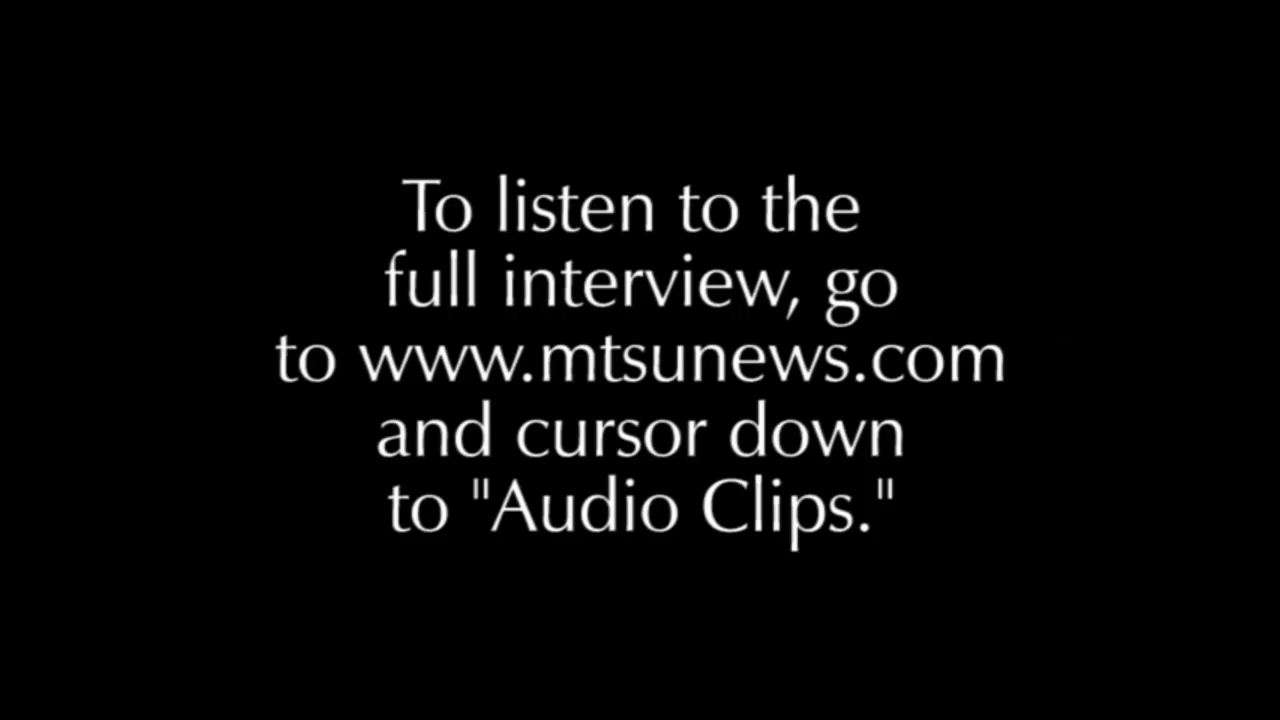 To listen to the
full interview, go
to www.mtsunews.com
and cursor down
to "Audio Clips."